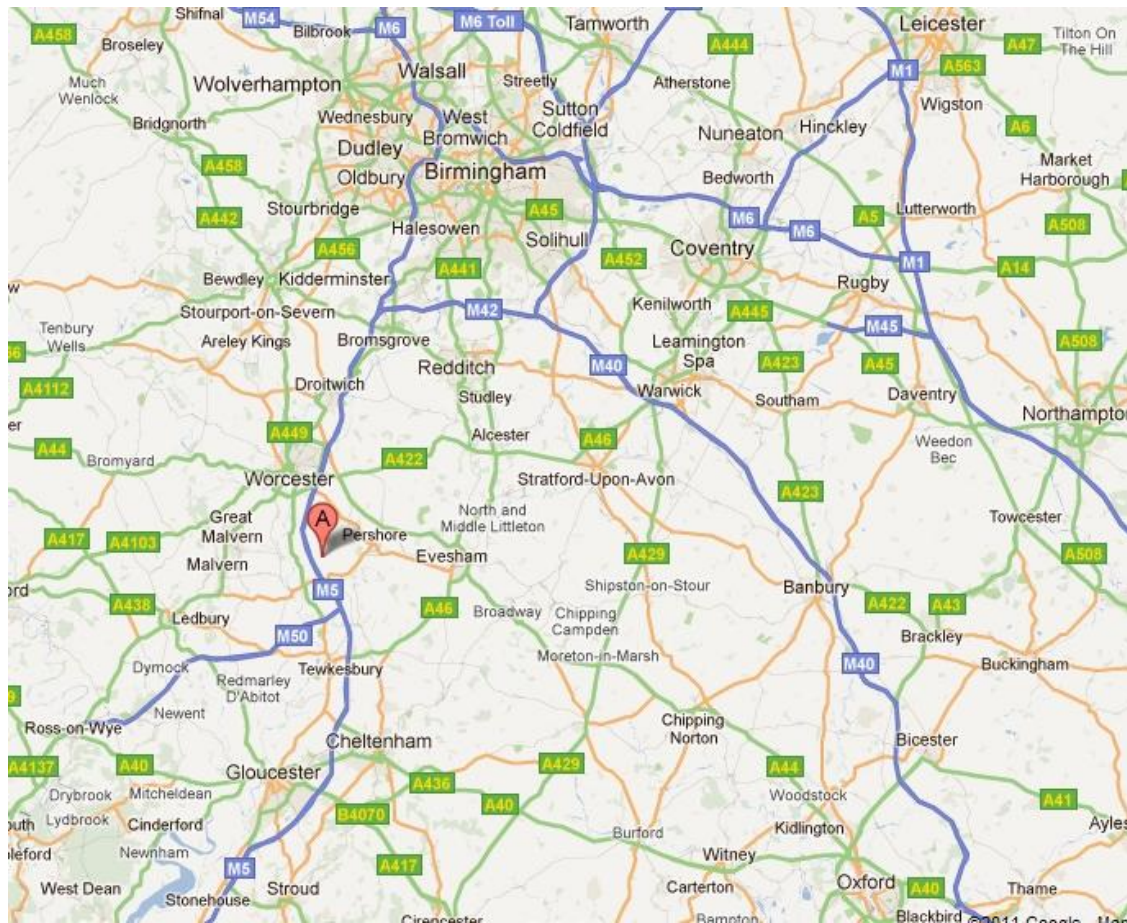 Shifnal
M54
Bilbrook
M6
M6 Toll
Tamworth
Leicester
A458
Broseley
A444
A47
Tilton On
The Hill
Much
Wenlock
Wolverhampton
Walsall
Streetly
Atherstone
M1
A563
Wigston
Bridgnorth
Wednesbury
West
Bromwich
Sutton
Coldfield
Nuneaton
Hinckley
A6
Dudley
A458
Oldbury
Birmingham
Bedworth
Market
Harborough
A442
Stourbridge
Halesowen
A45
Solihull
M6
M6
A5
Lutterworth
A508
A456
Coventry
A452
M1
A14
Bewdley
Kidderminster
A441
Rugby
Stourport-on-Severn
M42
Kenilworth
A445
M45
Tenbury
Wells
Areley Kings
Bromsgrove
Leamington
Spa
A508
A4112
Redditch
M40
A423
A45
Droitwich
Studley
Warwick
Southam
Daventry
Northampton
A44
A449
Alcester
A46
Weedon
Bec
Bromyard
A422
Worcester
Stratford-Upon-Avon
A423
Great
Malvern
A
North and
Middle Littleton
Towcester
A417
A4103
Pershore
Evesham
A429
A508
Malvern
M5
Shipston-on-Stour
Banbury
A438
Ledbury
A46
Broadway
Chipping
Campden
A422
A43
M50
Brackley
Dymock
Tewkesbury
Moreton-in-Marsh
M40
Buckingham
Redmarley
D'Abitot
Newent
Ross-on-Wye
Cheltenham
Chipping
Norton
Bicester
A4137
A40
Gloucester
A436
A429
A44
Drybrook
Mitcheldean
B4070
A40
Woodstock
A41
Lydbrook
Cinderford
Burford
Kidlington
Newnham
M5
A417
Witney
West Dean
Stroud
Carterton
Oxford
A40
Thame
Stonehouse
Cirencester
Bampton
Blackbird
©2011 Google